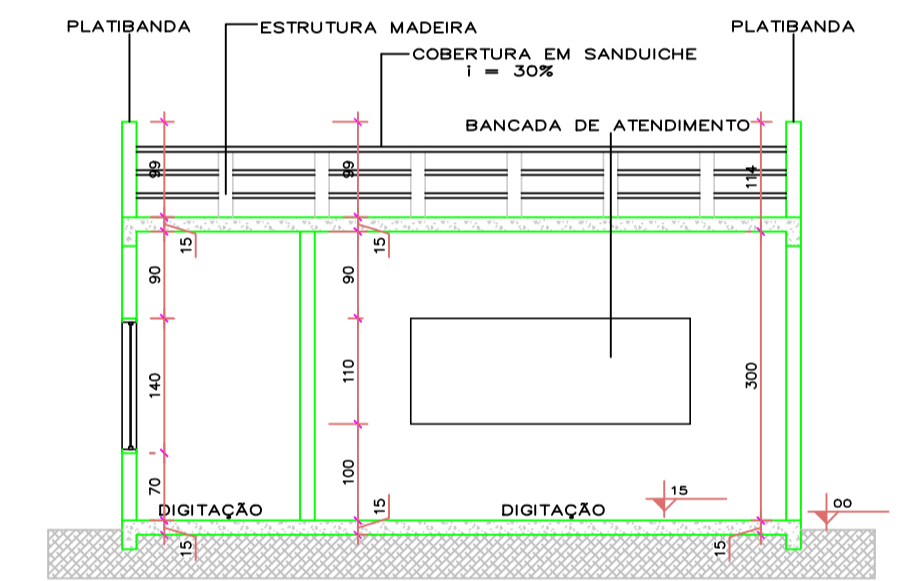 PLATIBANDA
ESTRUTURA MADEIRA
PLATIBANDA
COBERTURA EM SANDUICHE
i = 30%
BANCADA DE ATENDIMENTO
99
99
114
15
15
90
90
140
110
300
70
100
15
15
00
DIGITAÇÃO
DIGITAÇÃO
15
15